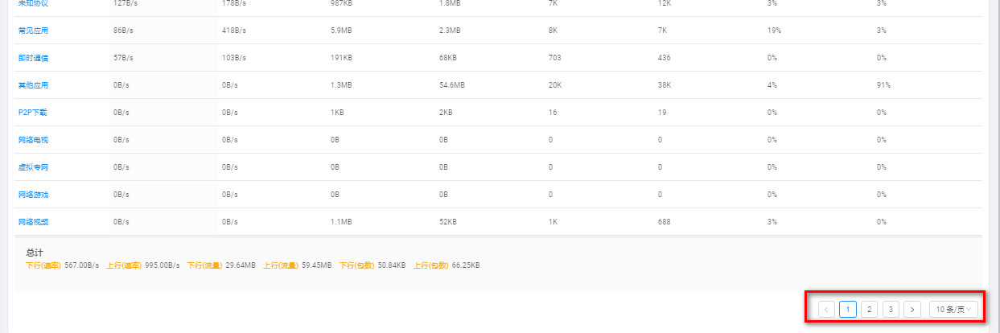 未知协议 127B/s 178B/s 987KB 1.8MB 7K 12K 3% 3%
常见应用 86B/s 418B/s 5.9MB 2.3MB 8K 7K 19% 3%
即时通信 57B/s 103B/s 191KB 68KB 703 436 0% 0%
其他应用 0B/s 0B/s 1.3MB 54.6MB 20K 38K 4% 91%
P2P下载 0B/s 0B/s 1KB 2KB 16 19 0% 0%
网络电视 0B/s 0B/s 0B 0B 0 0 0% 0%
虚拟专网 0B/s 0B/s 0B 0B 0 0 0% 0%
网络游戏 0B/s 0B/s 0B 0B 0 0 0% 0%
网络视频 0B/s 0B/s 1.1MB 52KB 1K 688 3% 0%
总计
下行(速率) 567.00B/s 上行(速率) 995.00B/s 下行(流量) 29.64MB 上行(流量) 59.45MB 下行(包数) 50.84KB 上行(包数) 66.25KB
< 1 2 3 > 10 条/页